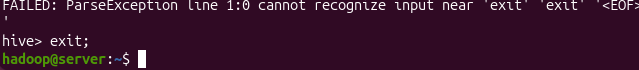 FAILED: ParseException line 1:0 cannot recognize input near 'exit' 'exit' '<EOF>
'
hive> exit;
hadoop@server:~$